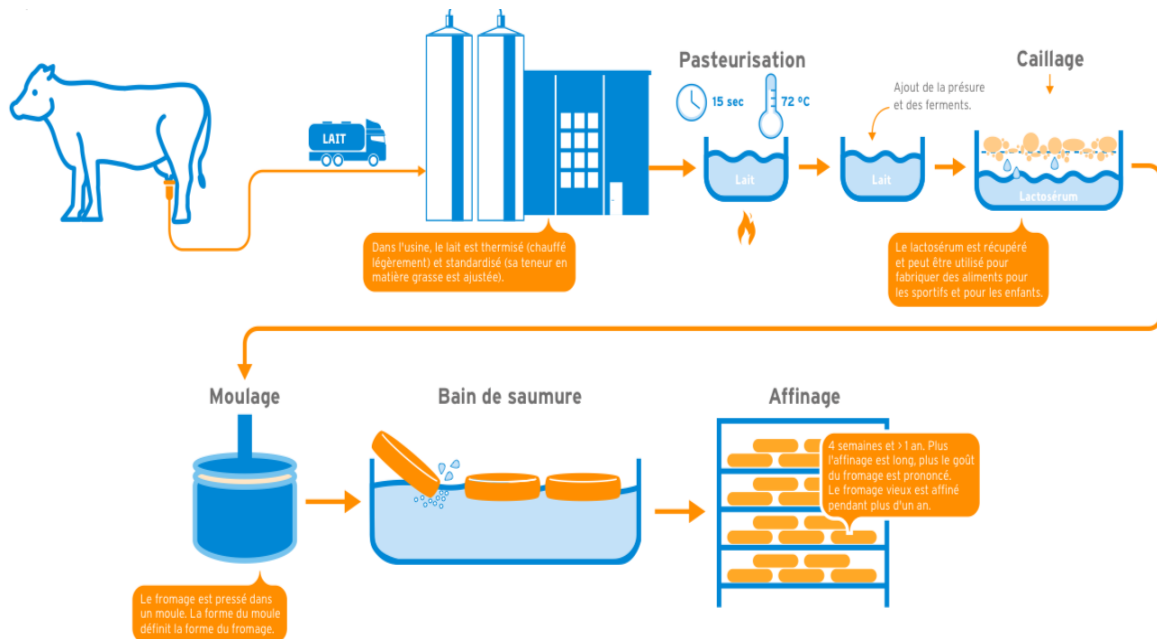 LAIT
Dans l'usine, le lait est thermisé (chauffé
légèrement) et standardisé (sa teneur en
matière grasse est ajustée).
Pasteurisation
15 sec
72 ºC
Lait
Ajout de la présure
et des ferments.
Lait
Caillage
Lactosérum
Le lactosérum est récupéré
et peut être utilisé pour
fabriquer des aliments pour
les sportifs et pour les enfants.
Moulage
Le fromage est pressé dans
un moule. La forme du moule
définit la forme du fromage.
Bain de saumure
Affinage
4 semaines et >1 an. Plus
l'affinage est long, plus le goût
du fromage est prononcé.
Le fromage vieux est affiné
pendant plus d'un an.